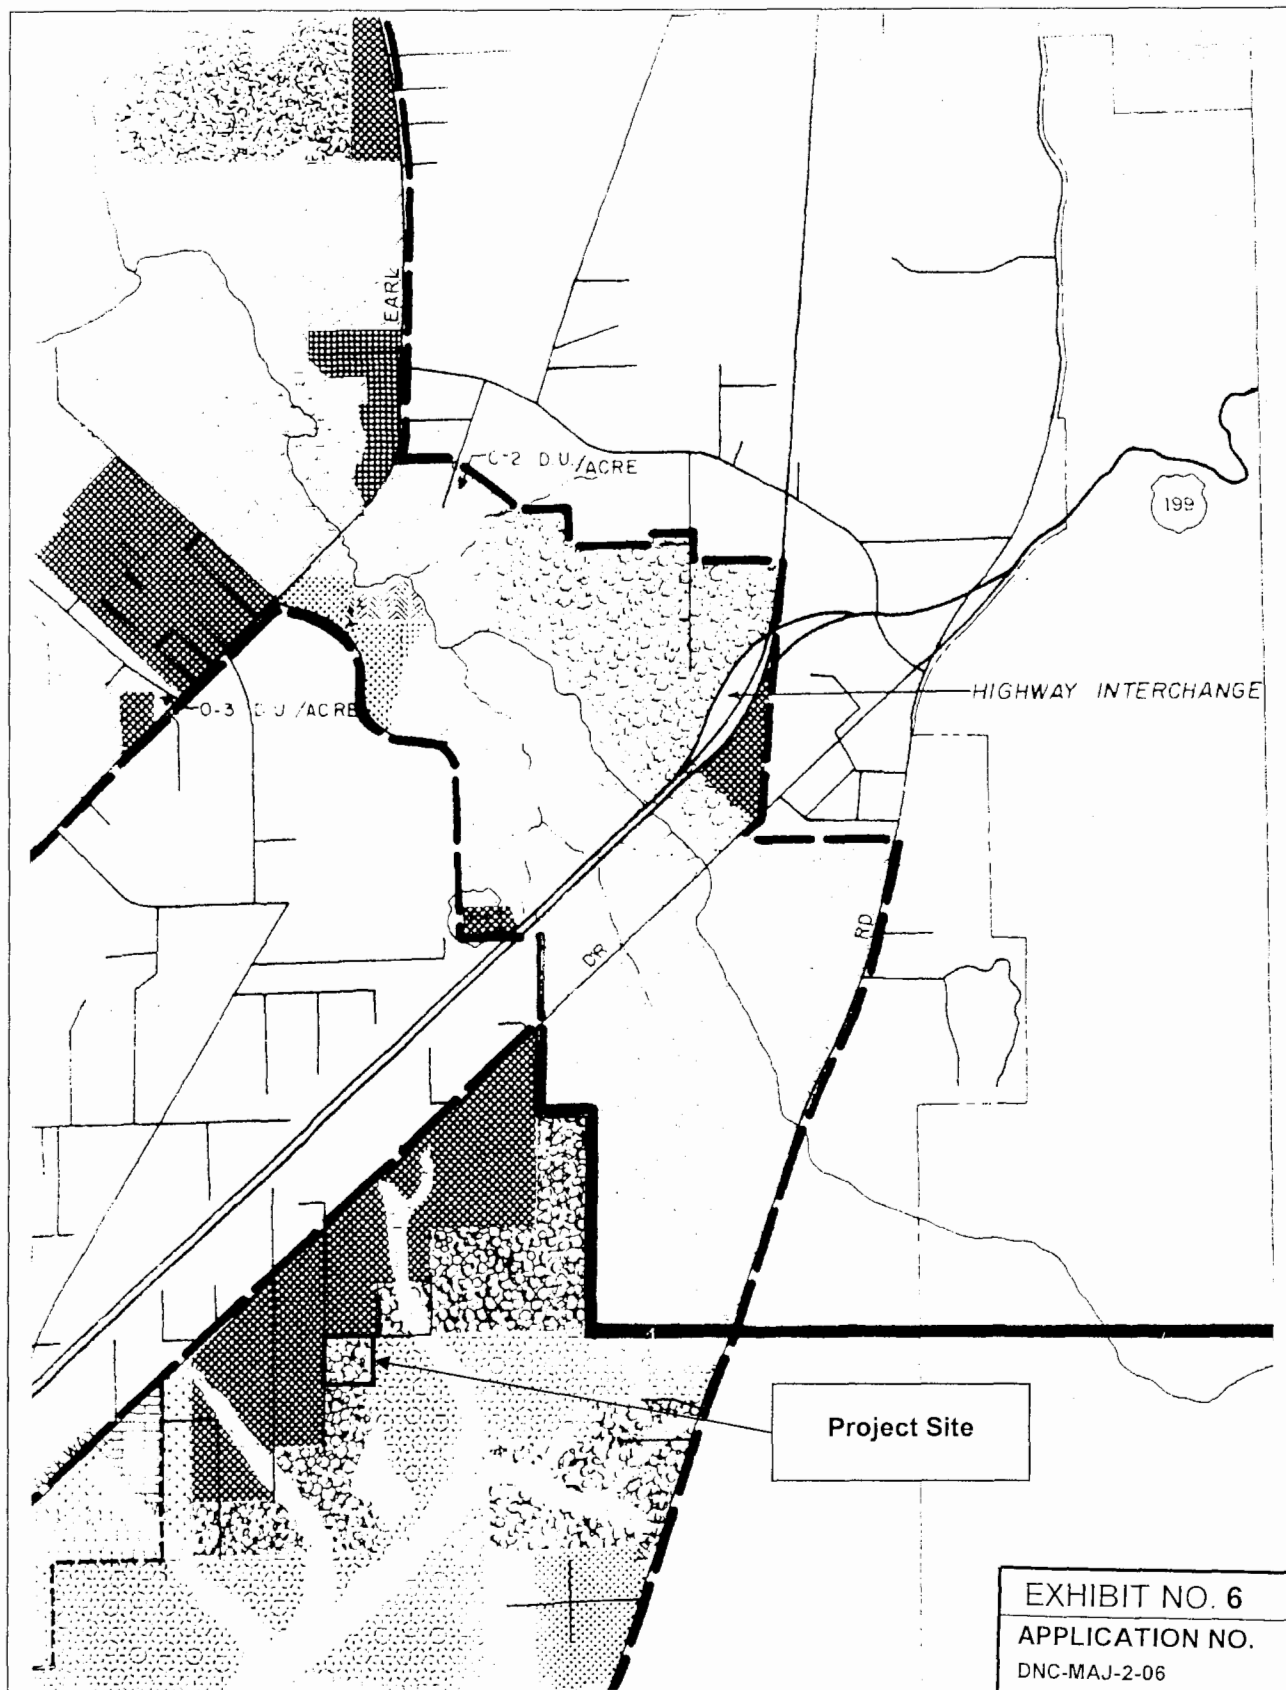 EARL
0-2 D.U./ACRE
199
HIGHWAY INTERCHANGE
0-3 D.U./ACRE
RD
DR
Project Site
WAY
VALLEY
EXHIBIT NO. 6
APPLICATION NO.
DNC-MAJ-2-06